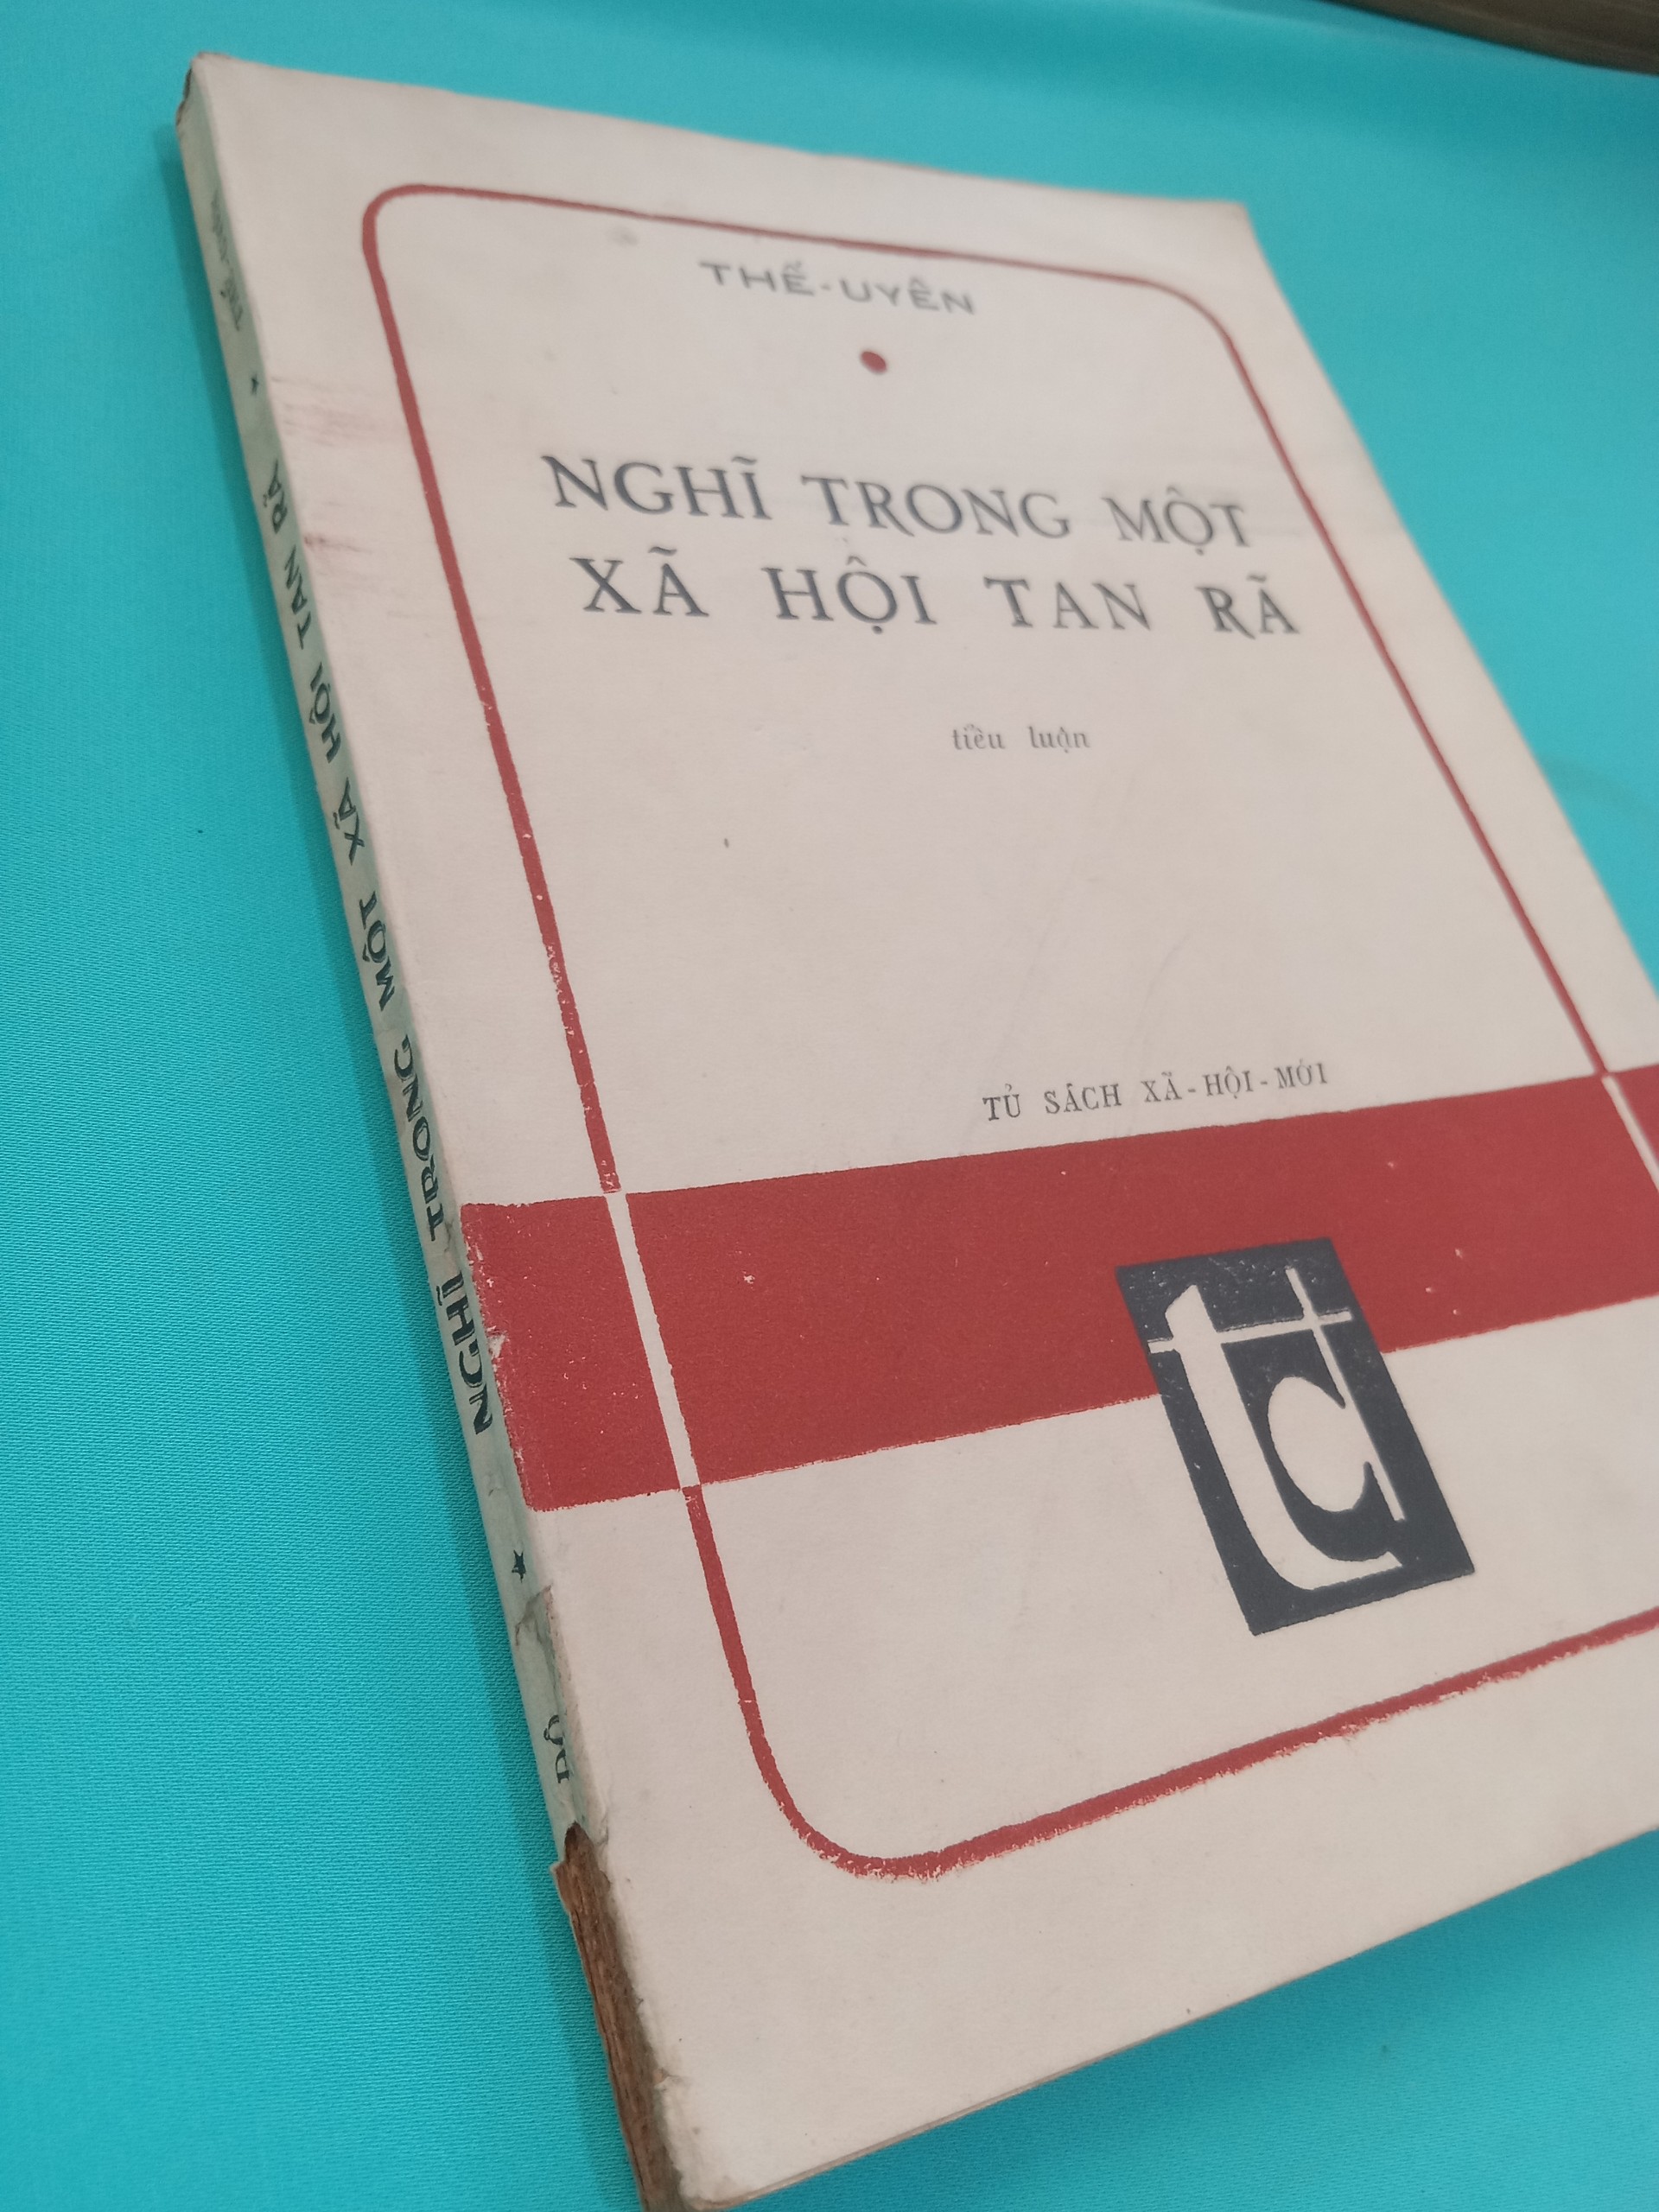 THẾ-UYÊN
NGHĨ TRONG MỘT
XÃ HỘI TAN RÃ
tiểu luận
TỦ SÁCH XÃ-HỘI-MỚI
tđ
NGHĨ TRONG MỘT XÃ HỘI TAN RÃ ★